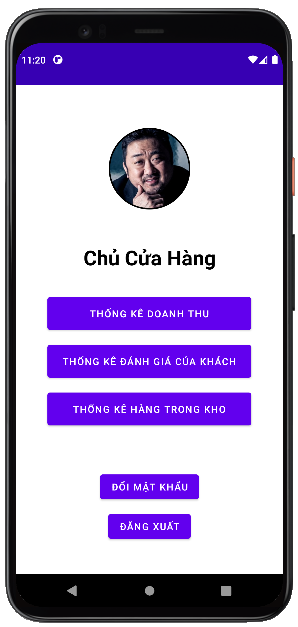 11:20
Chủ Cửa Hàng
THỐNG KÊ DOANH THU
THỐNG KÊ ĐÁNH GIÁ CỦA KHÁCH
THỐNG KÊ HÀNG TRONG KHO
ĐỔI MẬT KHẨU
ĐĂNG XUẤT